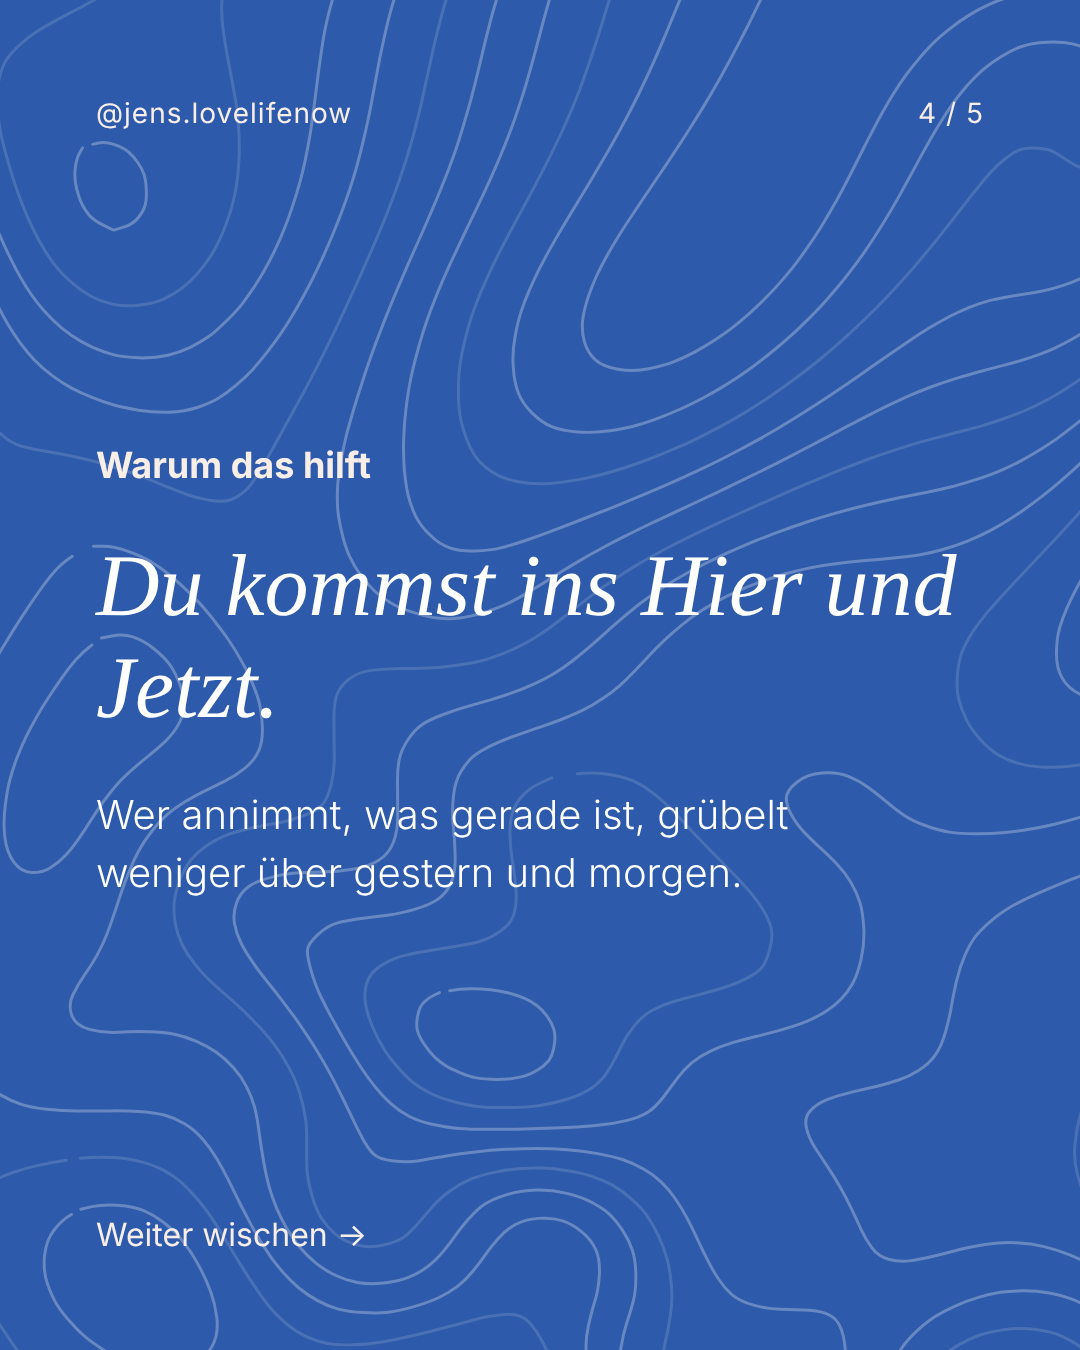 @jens.lovelifenow
4 / 5
Warum das hilft
Du kommst ins Hier und
Jetzt.
Wer annimmt, was gerade ist, grübelt
weniger über gestern und morgen.
Weiter wischen →